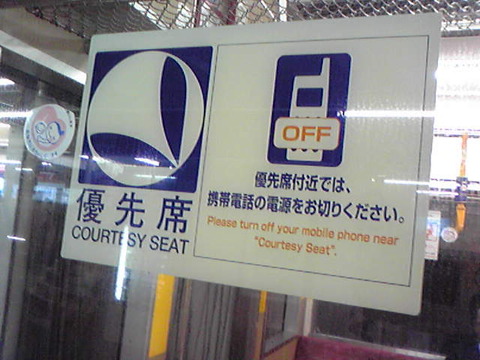 優先席
COURTESY SEAT
OFF
優先席付近では、
携帯電話の電源をお切りください。
Please turn off your mobile phone near
"Courtesy Seat".